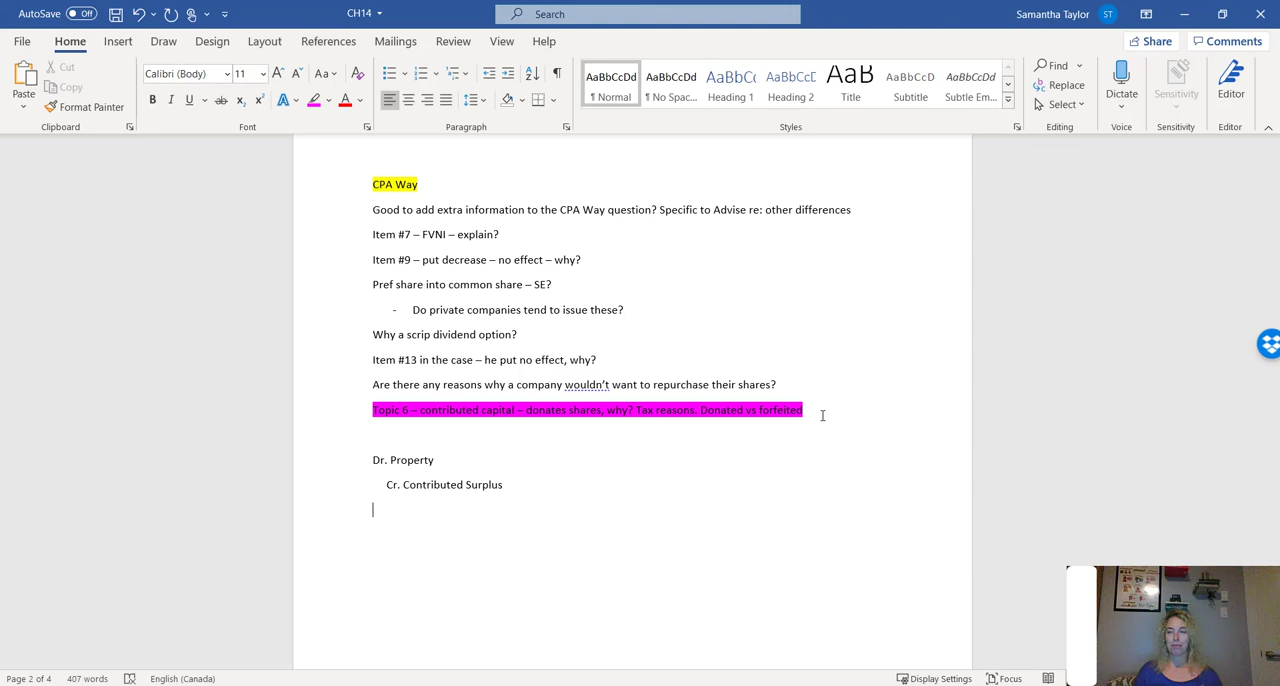 AutoSave Off CH14 Search Samantha Taylor ST
File Home Insert Draw Design Layout References Mailings Review View Help Share Comments
Paste Cut Copy Format Painter Clipboard
Calibri (Body) 11 Aa Font
Paragraph
AaBbCcDd AaBbCcDd AaBbCc AaBbCcD AaB AaBbCcD AaBbCcDd
¶ Normal ¶ No Spac... Heading 1 Heading 2 Title Subtitle Subtle Em...
Styles
Find Replace Select Editing
Dictate Voice
Sensitivity Sensitivity
Editor Editor
CPA Way
Good to add extra information to the CPA Way question? Specific to Advise re: other differences
Item #7 – FVNI – explain?
Item #9 – put decrease – no effect – why?
Pref share into common share – SE?
- Do private companies tend to issue these?
Why a scrip dividend option?
Item #13 in the case – he put no effect, why?
Are there any reasons why a company wouldn't want to repurchase their shares?
Topic 6 – contributed capital – donates shares, why? Tax reasons. Donated vs forfeited
Dr. Property
Cr. Contributed Surplus
Page 2 of 4 407 words English (Canada) Display Settings Focus